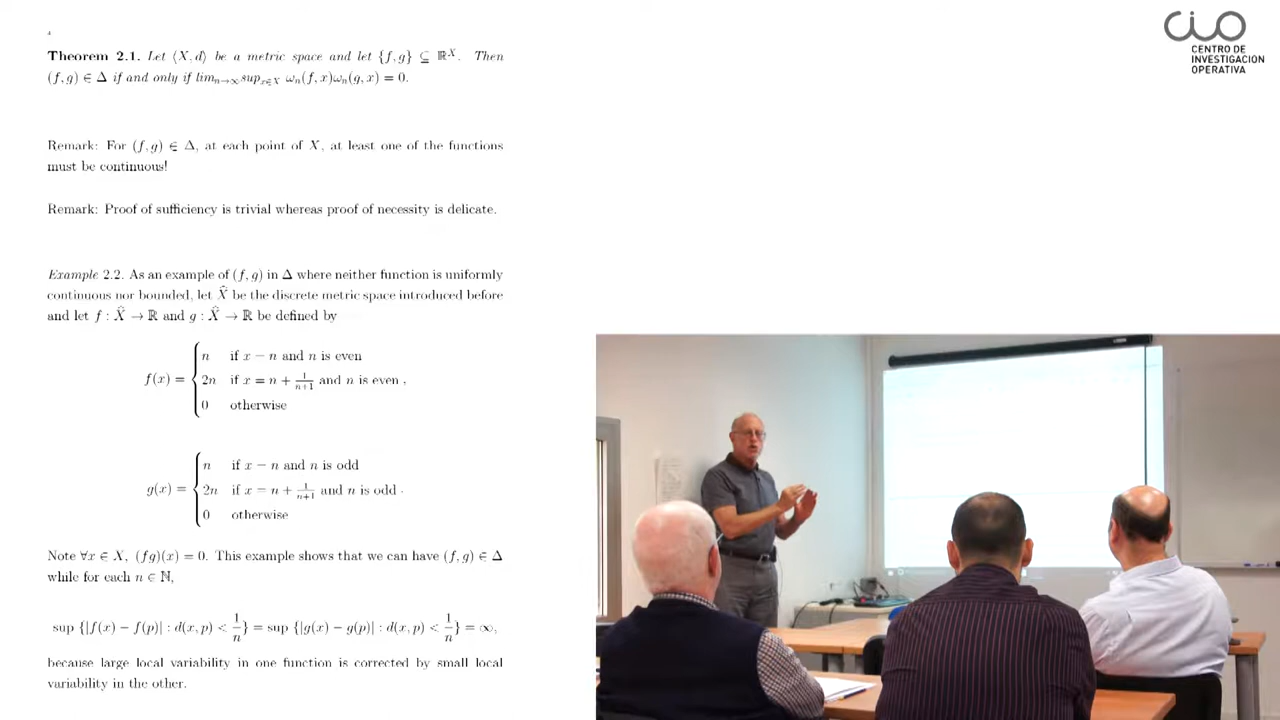 4
Theorem 2.1. Let ⟨X, d⟩ be a metric space and let {f, g} ⊆ ℝ^X. Then
(f, g) ∈ Δ if and only if lim_{n→∞}sup_{x∈X} ω_n(f, x)ω_n(g, x) = 0.
Remark: For (f, g) ∈ Δ, at each point of X, at least one of the functions
must be continuous!
Remark: Proof of sufficiency is trivial whereas proof of necessity is delicate.
Example 2.2. As an example of (f, g) in Δ where neither function is uniformly
continuous nor bounded, let X̂ be the discrete metric space introduced before
and let f : X̂ → ℝ and g : X̂ → ℝ be defined by
n if x = n and n is even
f(x) = { 2n if x = n + 1/(n+1) and n is even ,
0 otherwise
n if x = n and n is odd
g(x) = { 2n if x = n + 1/(n+1) and n is odd .
0 otherwise
Note ∀x ∈ X, (fg)(x) = 0. This example shows that we can have (f, g) ∈ Δ
while for each n ∈ ℕ,
sup {|f(x) − f(p)| : d(x, p) < 1/n} = sup {|g(x) − g(p)| : d(x, p) < 1/n} = ∞,
because large local variability in one function is corrected by small local
variability in the other.
CIO
CENTRO DE
INVESTIGACION
OPERATIVA